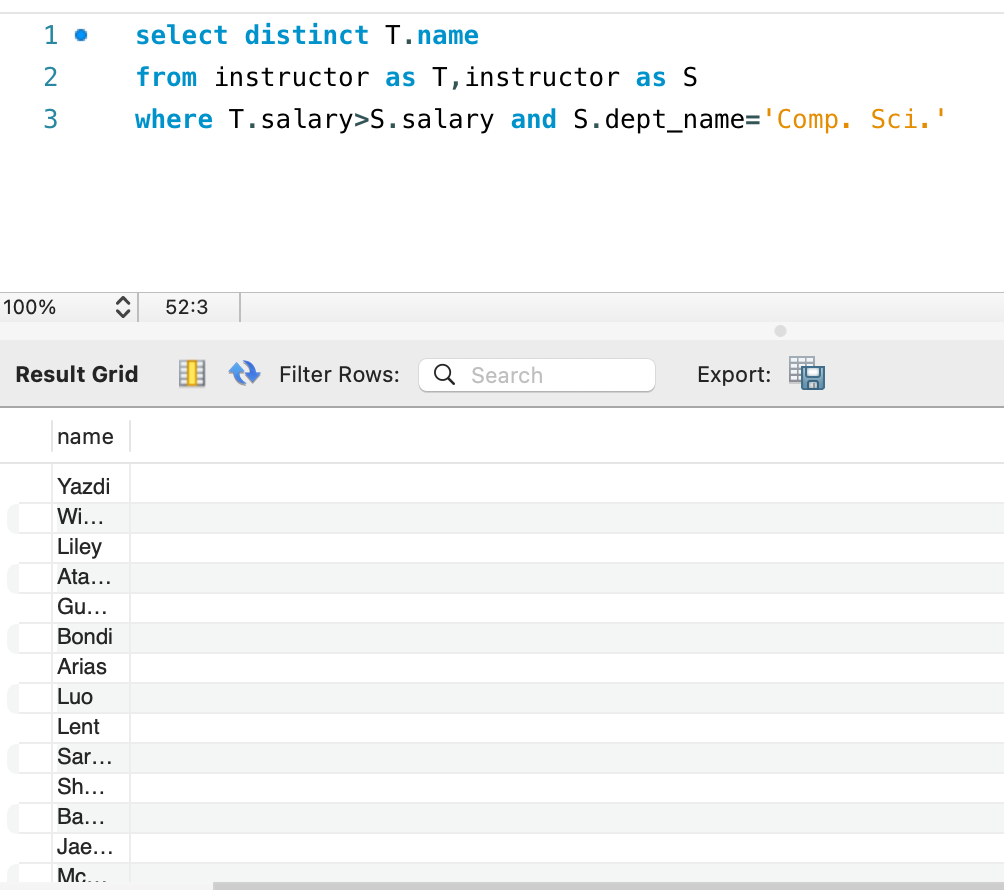 1 select distinct T.name
2 from instructor as T,instructor as S
3 where T.salary>S.salary and S.dept_name='Comp. Sci.'
100% 52:3
Result Grid Filter Rows: Search Export:
name
Yazdi
Wi...
Liley
Ata...
Gu...
Bondi
Arias
Luo
Lent
Sar...
Sh...
Ba...
Jae...
Mc...